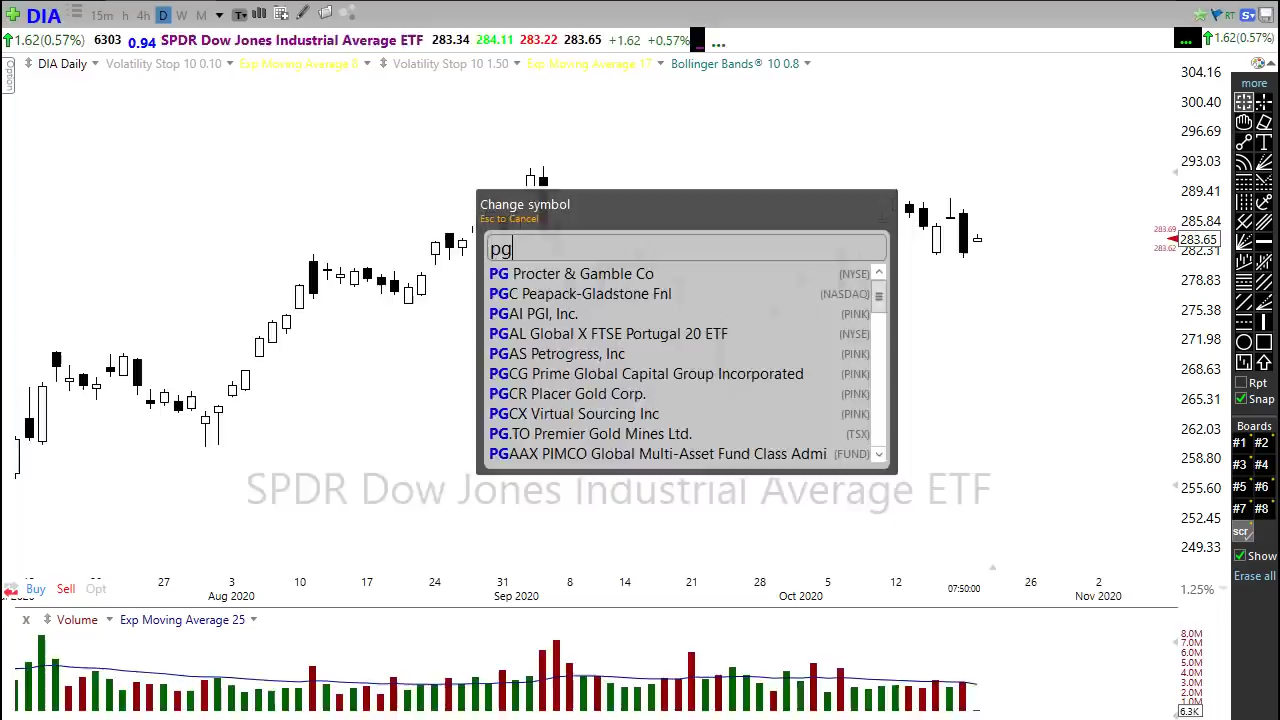 DIA 15m h 4h D W M T RT S
1.62(0.57%) 6303 0.94 SPDR Dow Jones Industrial Average ETF 283.34 284.11 283.22 283.65 +1.62 +0.57% ... ... 1.62(0.57%)
Option DIA Daily Volatility Stop 10 0.10 Exp Moving Average 8 Volatility Stop 10 1.50 Exp Moving Average 17 Bollinger Bands® 10 0.8
304.16
more
300.40
296.69
293.03
289.41
285.84
283.69
283.65
283.62
282.31
278.83
275.38
271.98
268.63
265.31
262.03
258.80
255.60
252.45
249.33
Change symbol
Esc to Cancel
pg
PG Procter & Gamble Co (NYSE)
PGC Peapack-Gladstone Fnl (NASDAQ)
PGAI PGI, Inc. (PINK)
PGAL Global X FTSE Portugal 20 ETF (NYSE)
PGAS Petrogress, Inc (PINK)
PGCG Prime Global Capital Group Incorporated (PINK)
PGCR Placer Gold Corp. (PINK)
PGCX Virtual Sourcing Inc (PINK)
PG.TO Premier Gold Mines Ltd. (TSX)
PGAAX PIMCO Global Multi-Asset Fund Class Admi (FUND)
SPDR Dow Jones Industrial Average ETF
Rpt
Snap
Boards
#1 #2
#3 #4
#5 #6
#7 #8
scr
Show
Erase all
27 3 10 17 24 31 8 14 21 28 5 12 26 2
Buy Sell Opt 07:50:00 1.25%
Aug 2020 Sep 2020 Oct 2020 Nov 2020
x Volume Exp Moving Average 25
8.0M
7.0M
6.0M
5.0M
4.0M
3.0M
2.0M
1.0M
6.3K